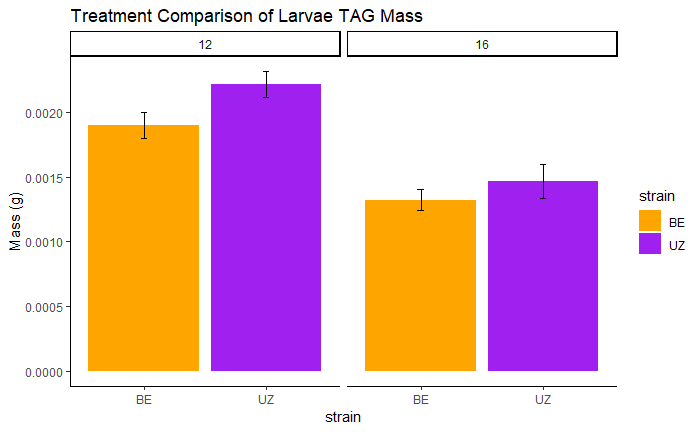 Treatment Comparison of Larvae TAG Mass
12
16
Mass (g)
0.0020
0.0015
0.0010
0.0005
0.0000
BE
UZ
BE
UZ
strain
strain
BE
UZ